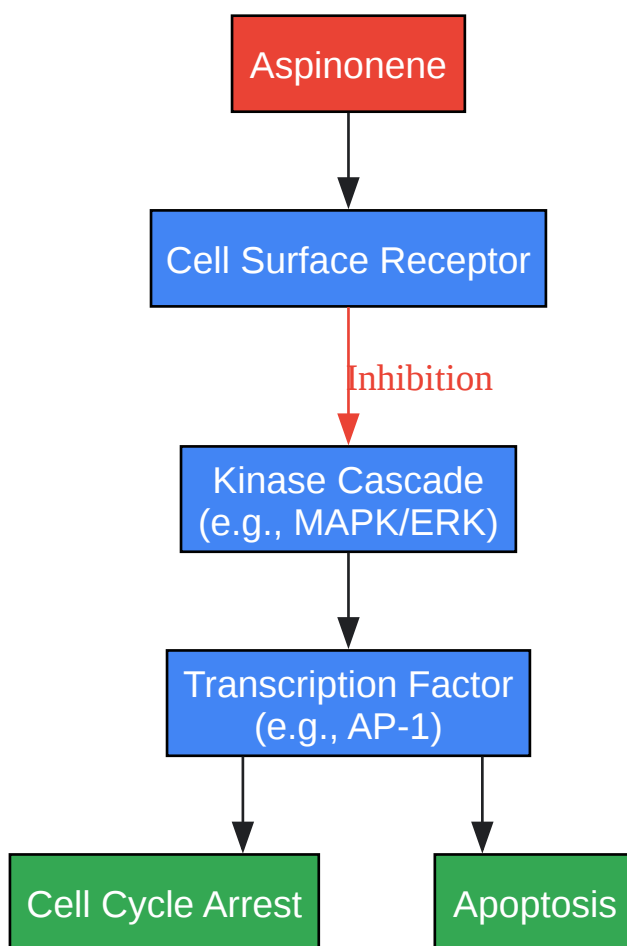 Aspinonene
Cell Surface Receptor
Inhibition
Kinase Cascade
(e.g., MAPK/ERK)
Transcription Factor
(e.g., AP-1)
Cell Cycle Arrest
Apoptosis